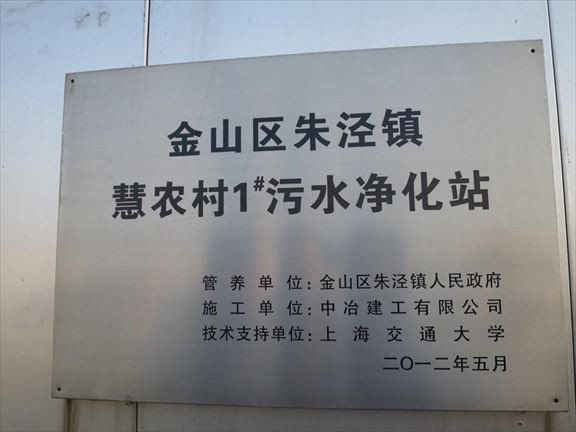 金山区朱泾镇
慧农村1#污水净化站
管养单位:金山区朱泾镇人民政府
施工单位:中冶建工有限公司
技术支持单位:上海交通大学
二〇一二年五月